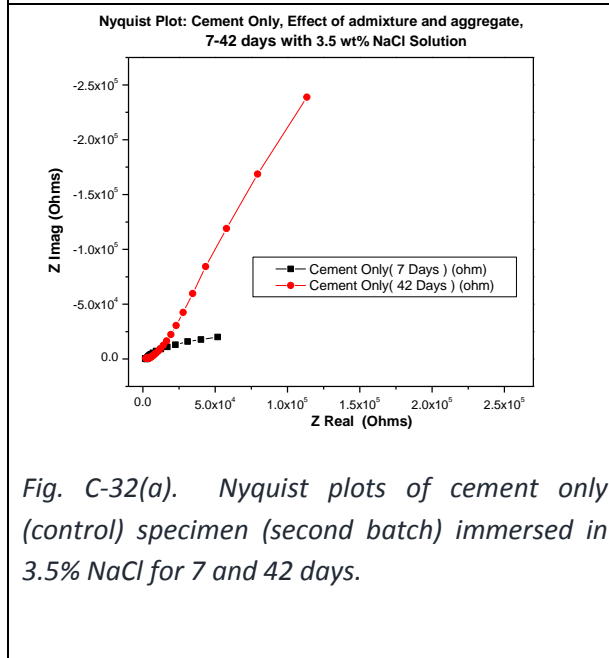 Nyquist Plot: Cement Only, Effect of admixture and aggregate,
7-42 days with 3.5 wt% NaCl Solution
-2.5x10⁵
-2.0x10⁵
-1.5x10⁵
-1.0x10⁵
-5.0x10⁴
0.0
Z Imag (Ohms)
Cement Only( 7 Days ) (ohm)
Cement Only( 42 Days ) (ohm)
0.0 5.0x10⁴ 1.0x10⁵ 1.5x10⁵ 2.0x10⁵ 2.5x10⁵
Z Real (Ohms)
Fig. C-32(a). Nyquist plots of cement only
(control) specimen (second batch) immersed in
3.5% NaCl for 7 and 42 days.